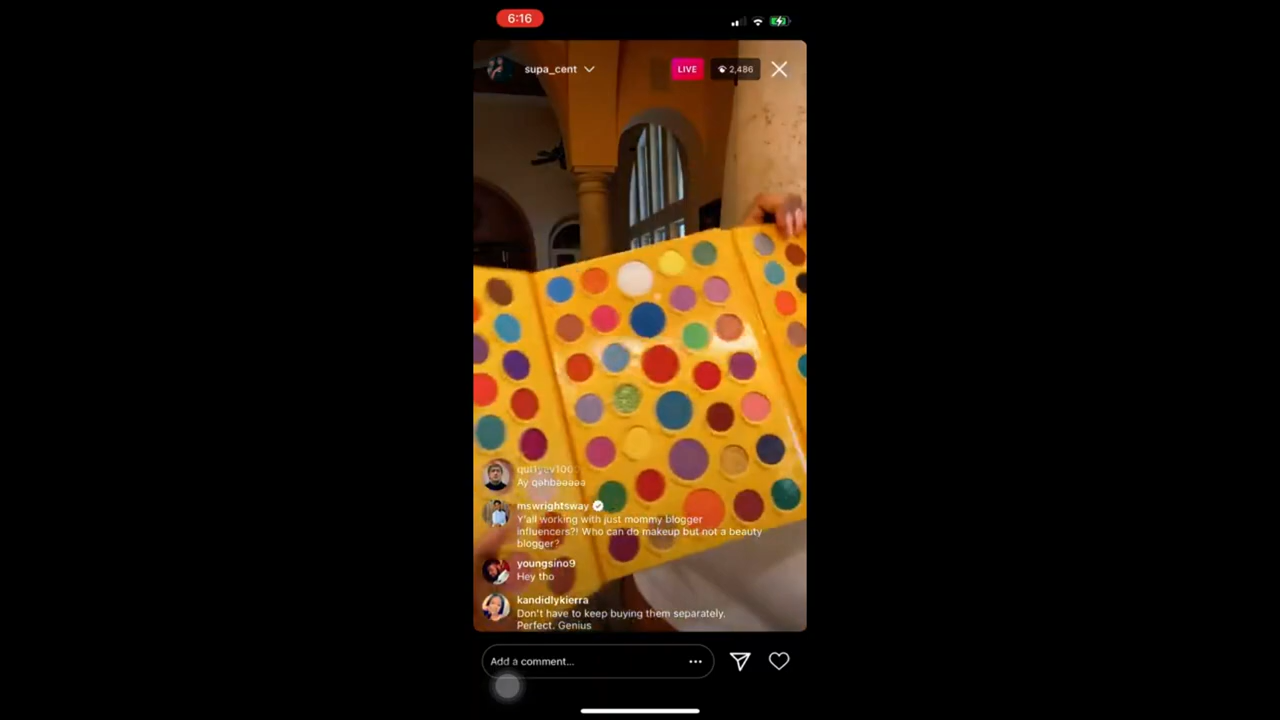 6:16
supa_cent
LIVE
2,486
Ay qəhbəəəəə
mswrightsway
Y'all working with just mommy blogger
influencers?! Who can do makeup but not a beauty
blogger?
youngsino9
Hey tho
kandidlykierra
Don't have to keep buying them separately.
Perfect. Genius
Add a comment...